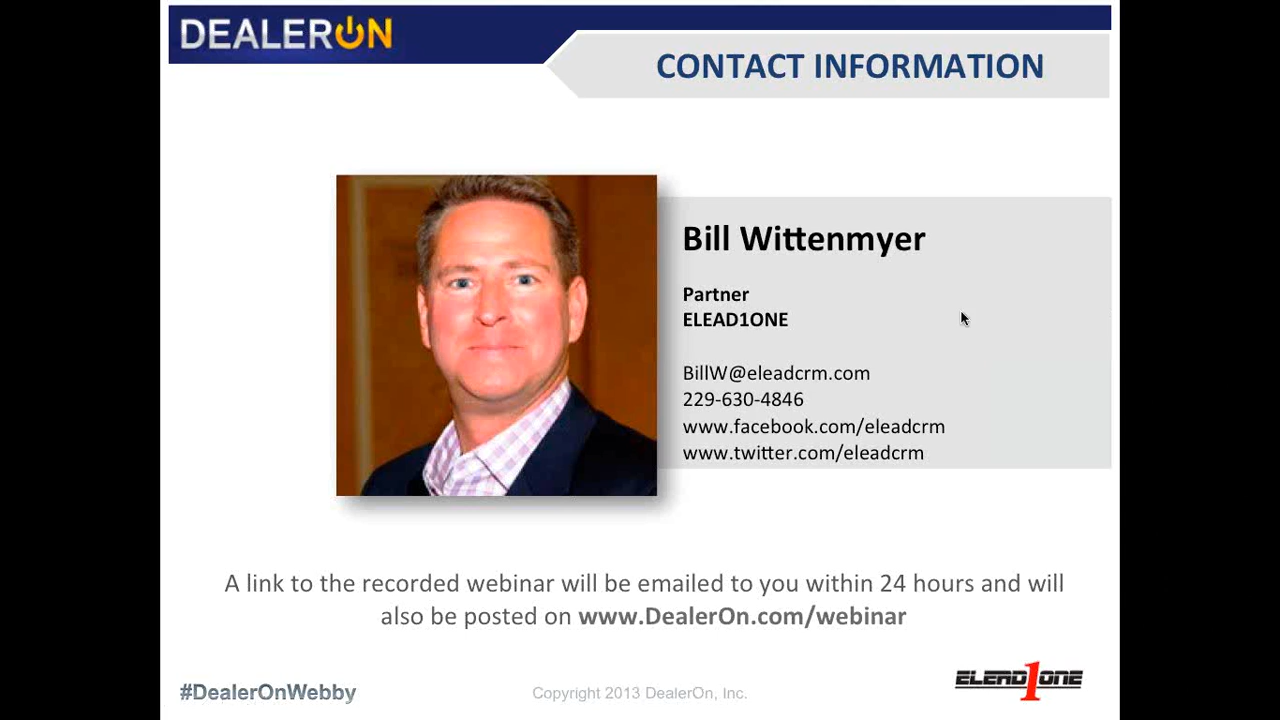 DEALERON
CONTACT INFORMATION
Bill Wittenmyer
Partner
ELEAD1ONE
BillW@eleadcrm.com
229-630-4846
www.facebook.com/eleadcrm
www.twitter.com/eleadcrm
A link to the recorded webinar will be emailed to you within 24 hours and will
also be posted on www.DealerOn.com/webinar
#DealerOnWebby
Copyright 2013 DealerOn, Inc.
ELEAD1ONE